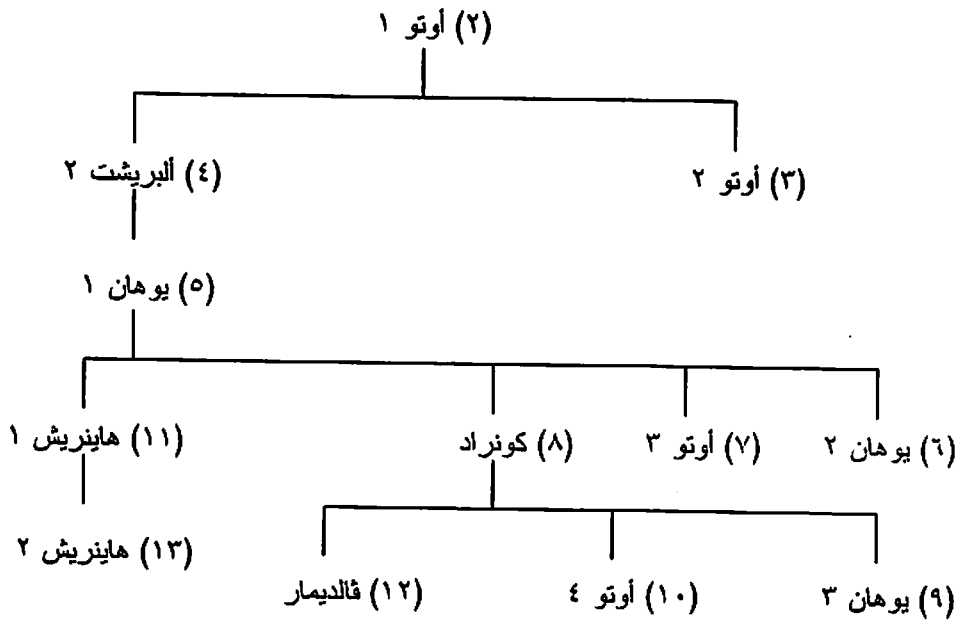 (٢) أوتو ١
(٣) أوتو ٢
(٤) ألبريشت ٢
(٥) يوهان ١
(٦) يوهان ٢
(٧) أوتو ٣
(٨) كونراد
(١١) هاينريش ١
(٩) يوهان ٣
(١٠) أوتو ٤
(١٢) ڤالديمار
(١٣) هاينريش ٢